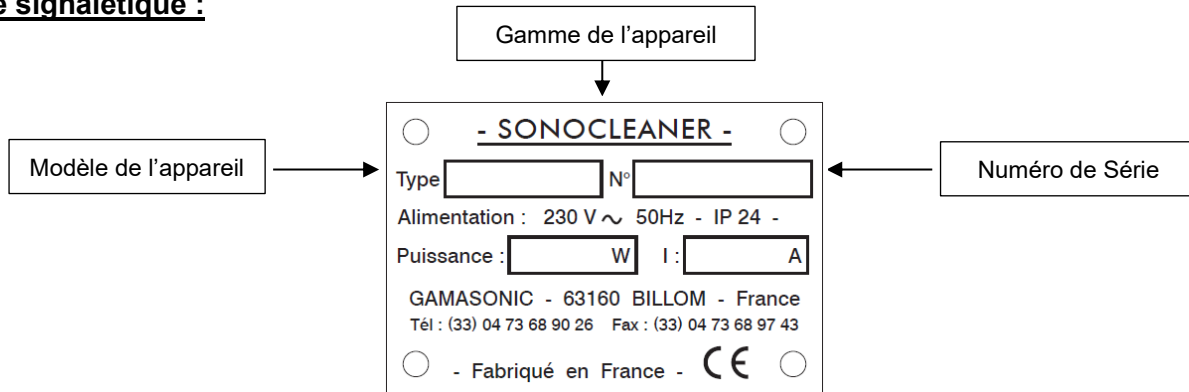 e signalétique :
Gamme de l’appareil
- SONOCLEANER -
Modèle de l’appareil
Type N°
Numéro de Série
Alimentation : 230 V ~ 50Hz - IP 24 -
Puissance : W I : A
GAMASONIC - 63160 BILLOM - France
Tél : (33) 04 73 68 90 26 Fax : (33) 04 73 68 97 43
- Fabriqué en France - CE